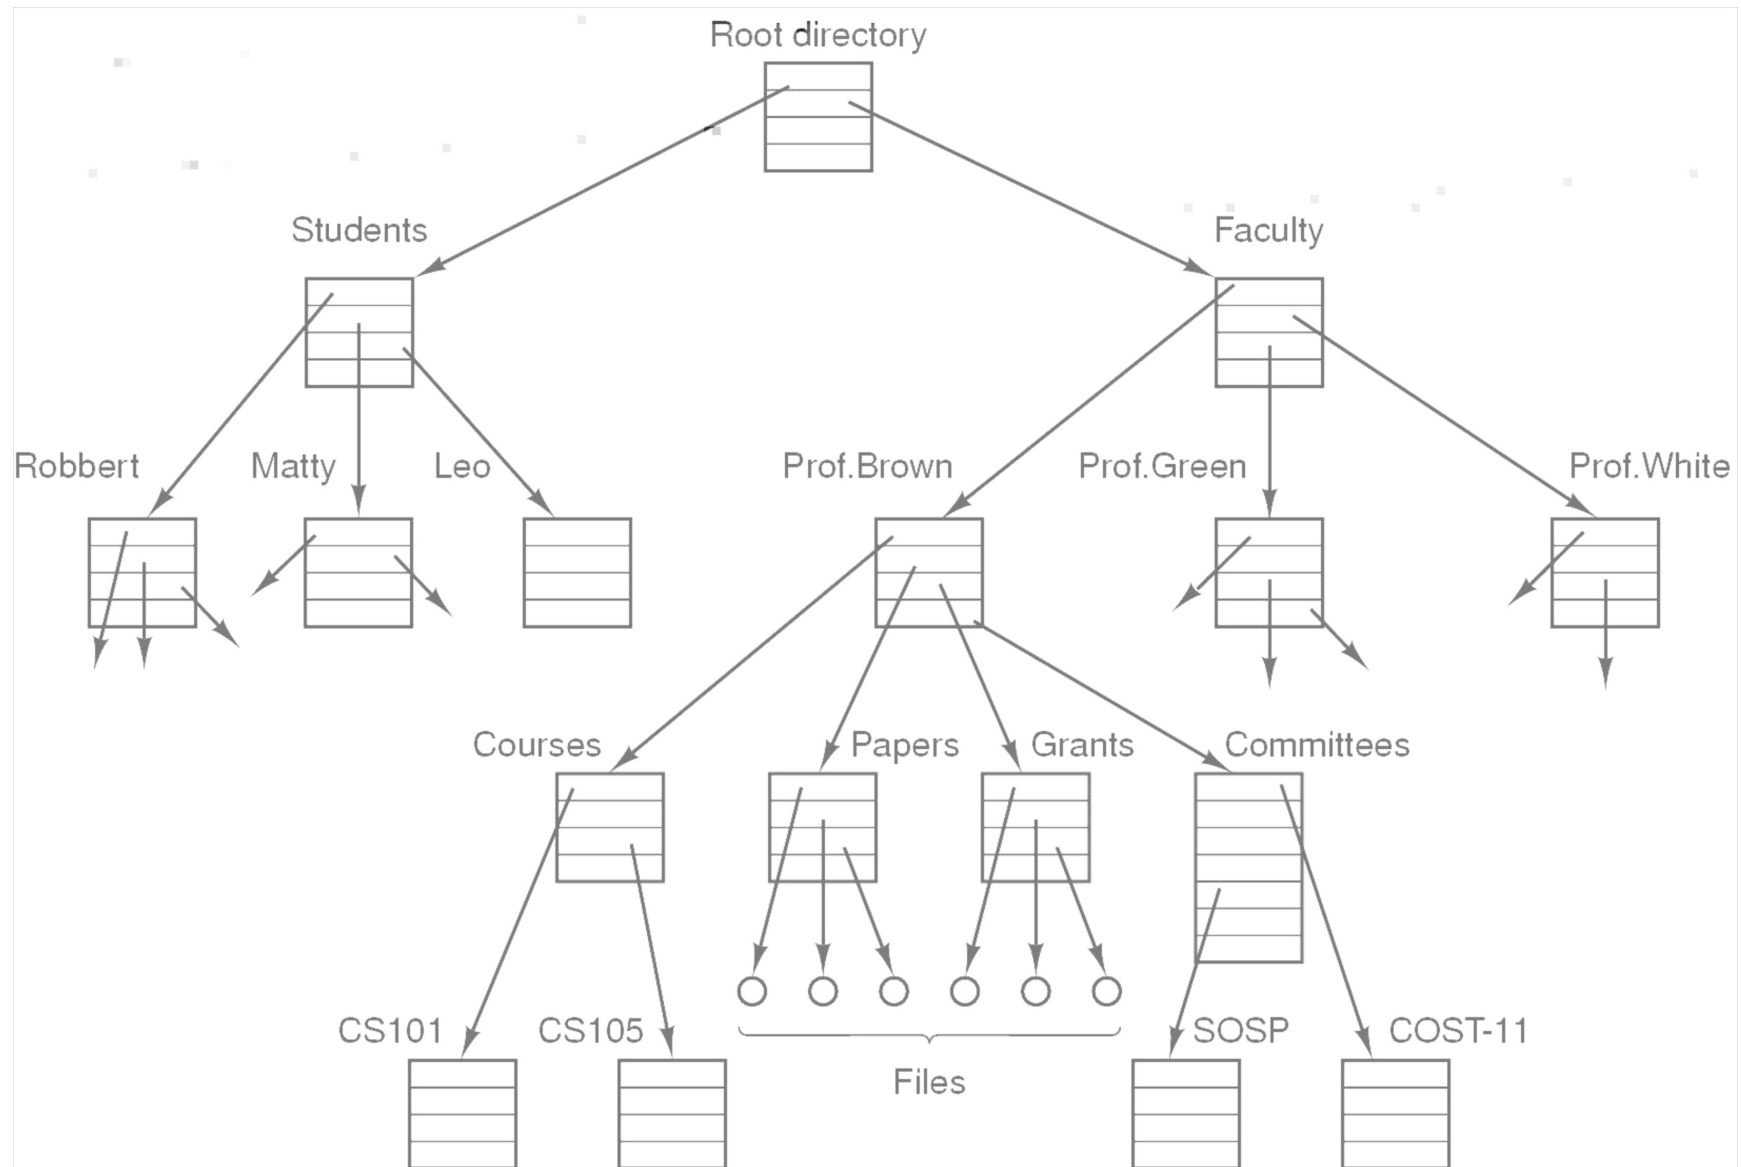 Root directory
Students
Faculty
Robbert
Matty
Leo
Prof.Brown
Prof.Green
Prof.White
Courses
Papers
Grants
Committees
CS101
CS105
SOSP
COST-11
Files